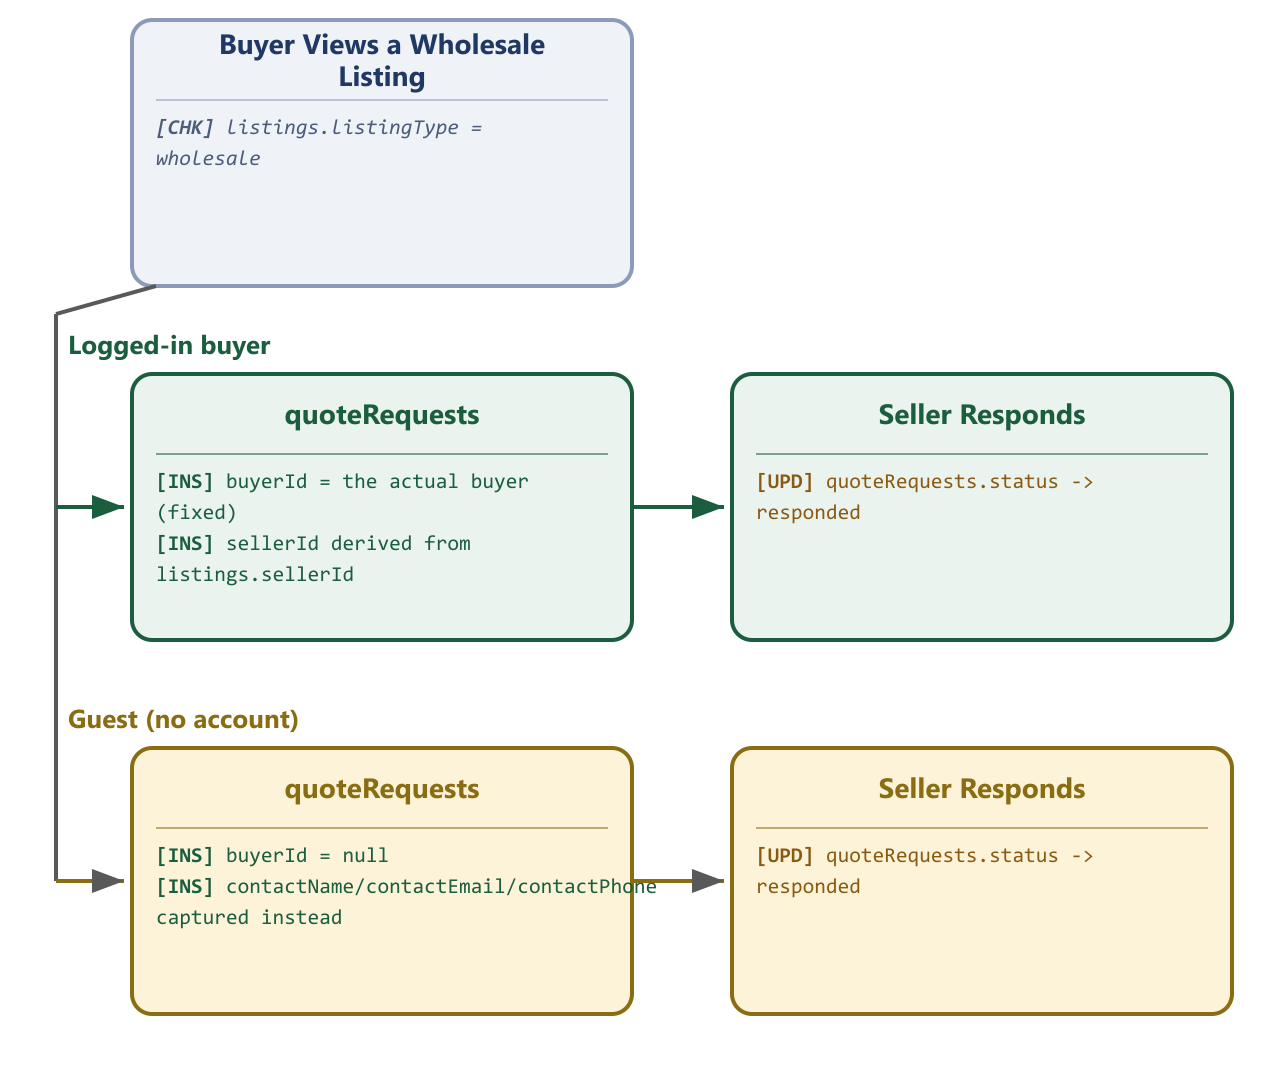 Buyer Views a Wholesale
Listing
[CHK] listings.listingType =
wholesale
Logged-in buyer
quoteRequests
[INS] buyerId = the actual buyer
(fixed)
[INS] sellerId derived from
listings.sellerId
Seller Responds
[UPD] quoteRequests.status ->
responded
Guest (no account)
quoteRequests
[INS] buyerId = null
[INS] contactName/contactEmail/contactPhone
captured instead
Seller Responds
[UPD] quoteRequests.status ->
responded